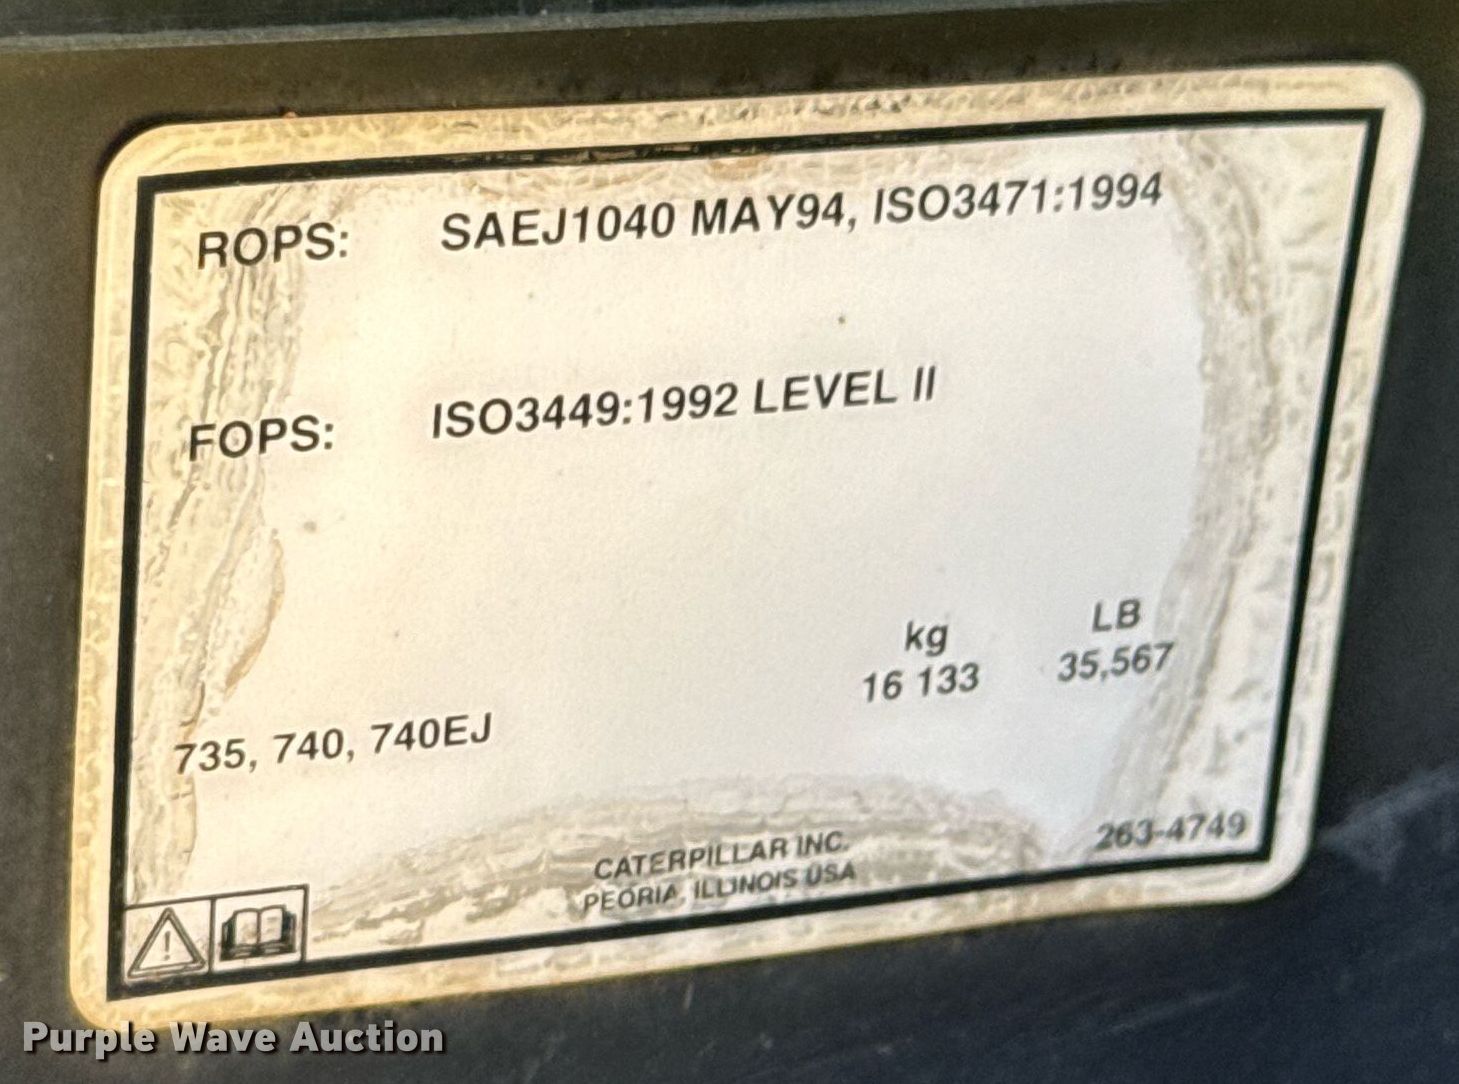 ROPS: SAEJ1040 MAY94, ISO3471:1994
FOPS: ISO3449:1992 LEVEL II
kg LB
16 133 35,567
735, 740, 740EJ
263-4749
CATERPILLAR INC.
PEORIA, ILLINOIS USA
Purple Wave Auction